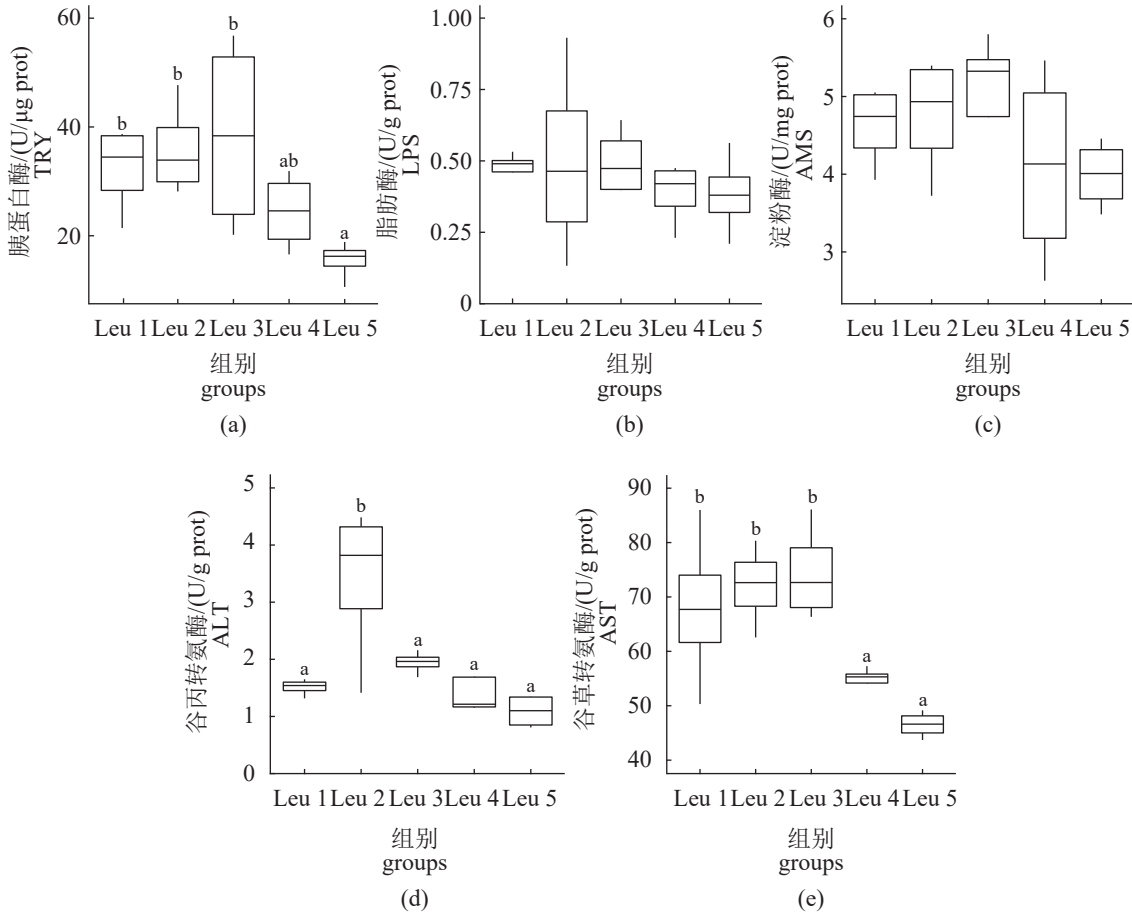 胰蛋白酶/(U/μg prot)
TRY
60
40
20
b
b
b
ab
a
Leu 1 Leu 2 Leu 3 Leu 4 Leu 5
组别
groups
(a)
脂肪酶/(U/g prot)
LPS
1.00
0.75
0.50
0.25
0
Leu 1 Leu 2 Leu 3 Leu 4 Leu 5
组别
groups
(b)
淀粉酶/(U/mg prot)
AMS
6
5
4
3
Leu 1 Leu 2 Leu 3 Leu 4 Leu 5
组别
groups
(c)
谷丙转氨酶/(U/g prot)
ALT
5
4
3
2
1
0
a
b
a
a
a
Leu 1 Leu 2 Leu 3 Leu 4 Leu 5
组别
groups
(d)
谷草转氨酶/(U/g prot)
AST
90
80
70
60
50
40
b
b
b
a
a
Leu 1 Leu 2 Leu 3 Leu 4 Leu 5
组别
groups
(e)